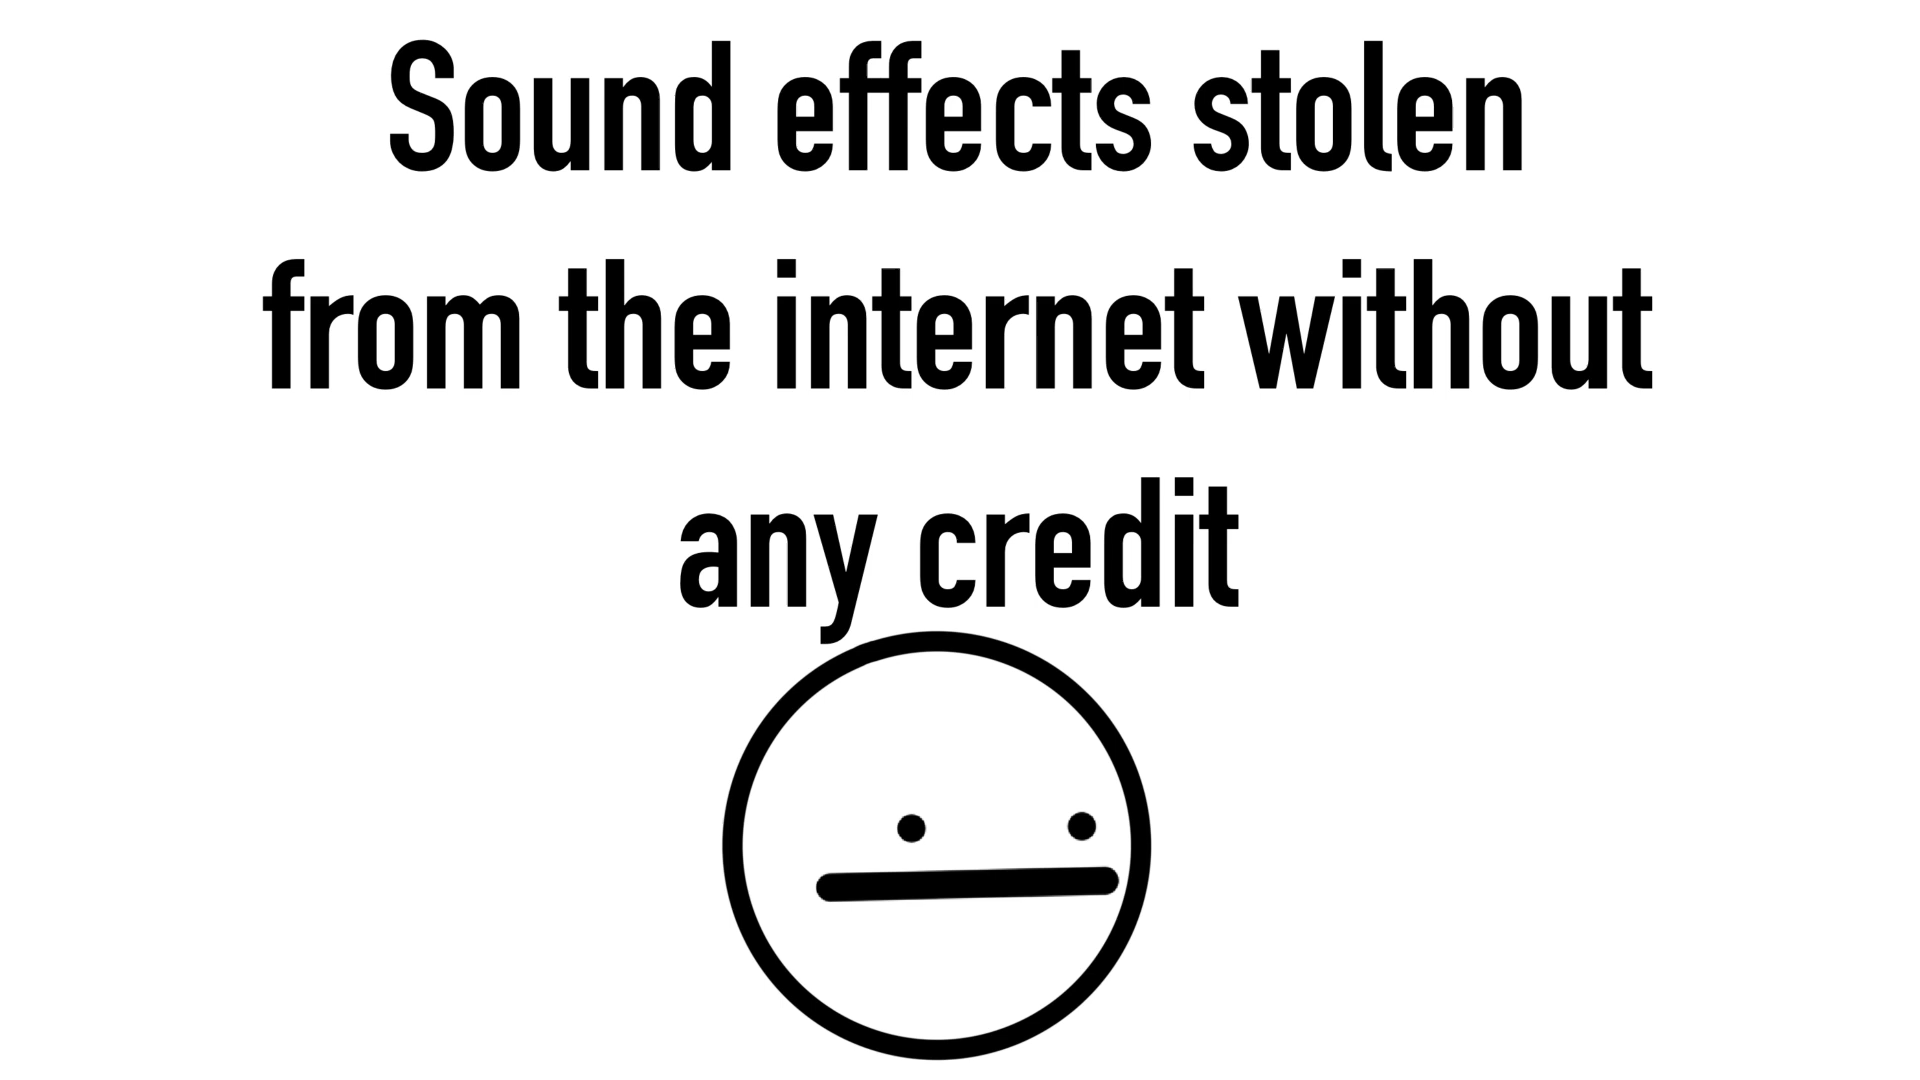 Sound effects stolen
from the internet without
any credit